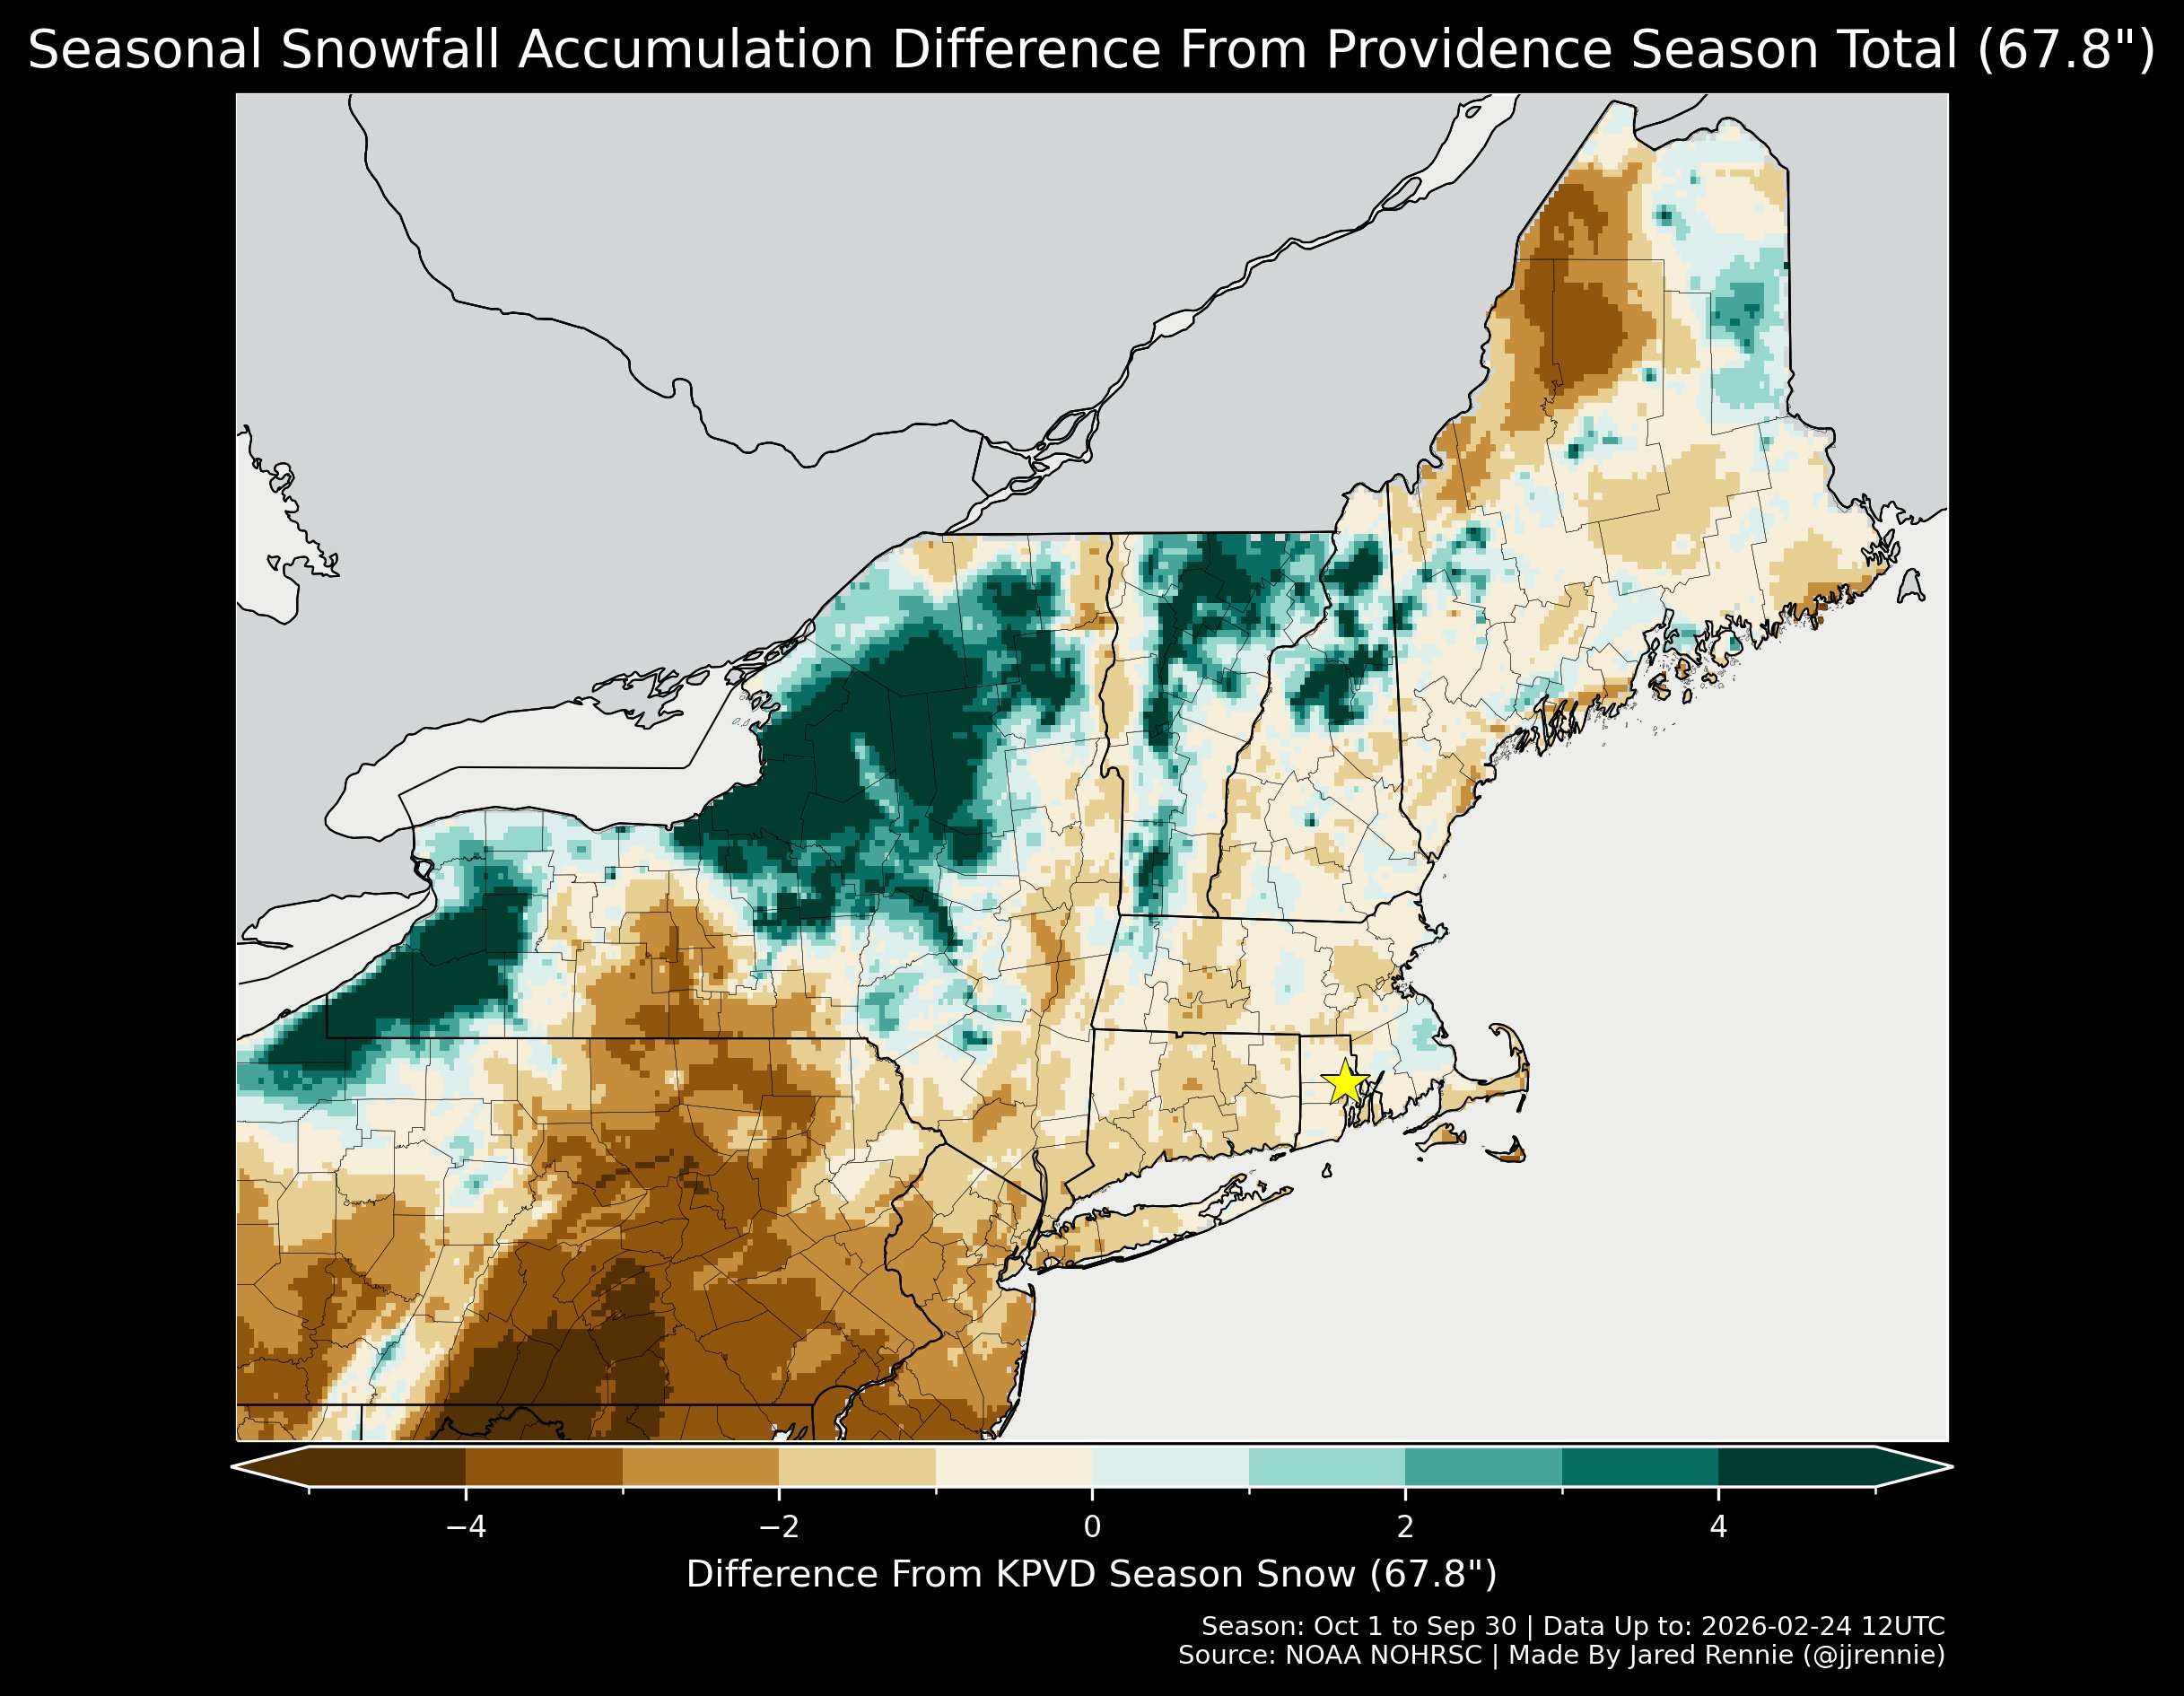 Seasonal Snowfall Accumulation Difference From Providence Season Total (67.8")
−4 −2 0 2 4
Difference From KPVD Season Snow (67.8")
Season: Oct 1 to Sep 30 | Data Up to: 2026-02-24 12UTC
Source: NOAA NOHRSC | Made By Jared Rennie (@jjrennie)